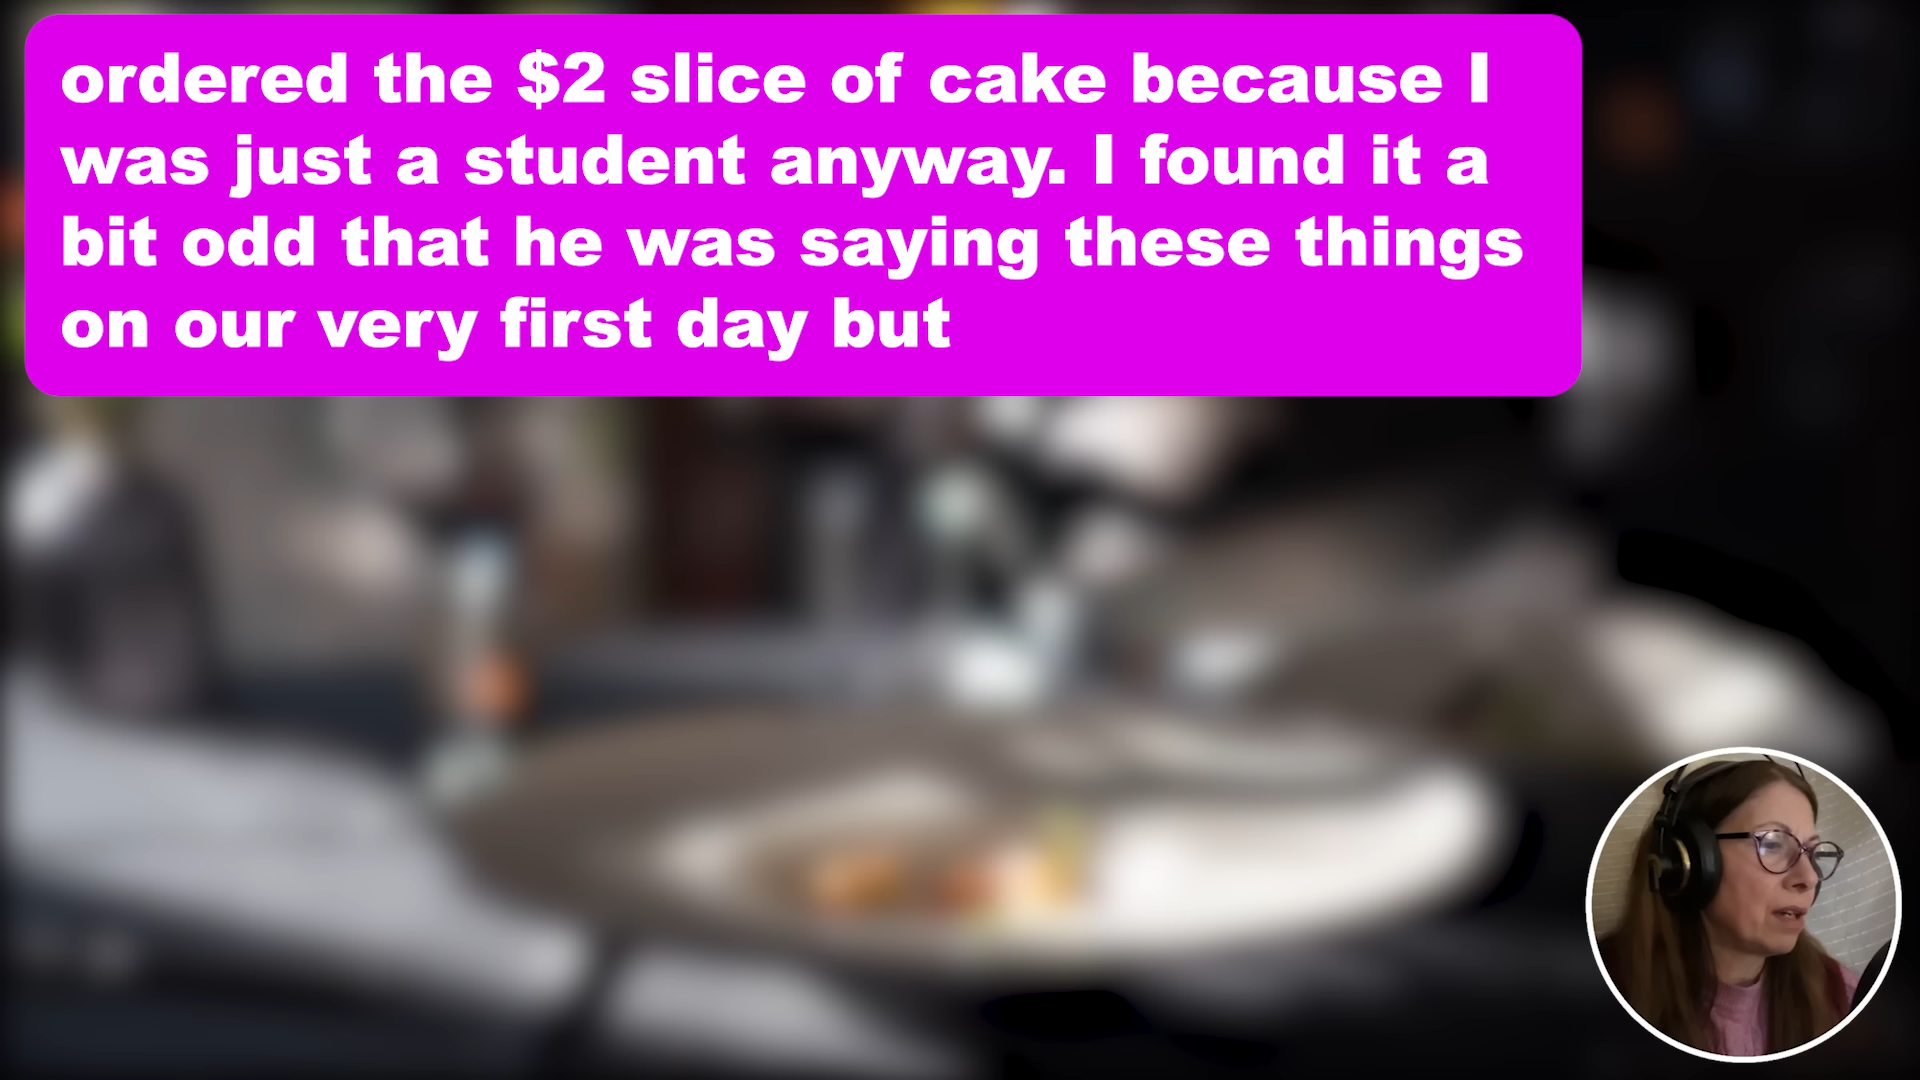 ordered the $2 slice of cake because I
was just a student anyway. I found it a
bit odd that he was saying these things
on our very first day but